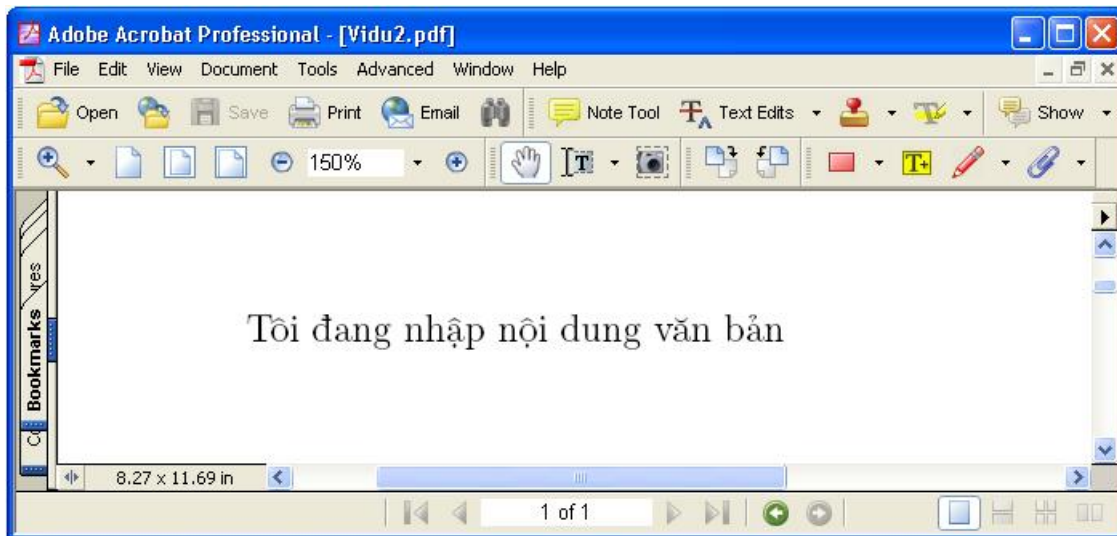 Adobe Acrobat Professional - [Vidu2.pdf]
File Edit View Document Tools Advanced Window Help
Open Save Print Email Note Tool Text Edits Show
150%
Bookmarks
Tôi đang nhập nội dung văn bản
8.27 x 11.69 in
1 of 1